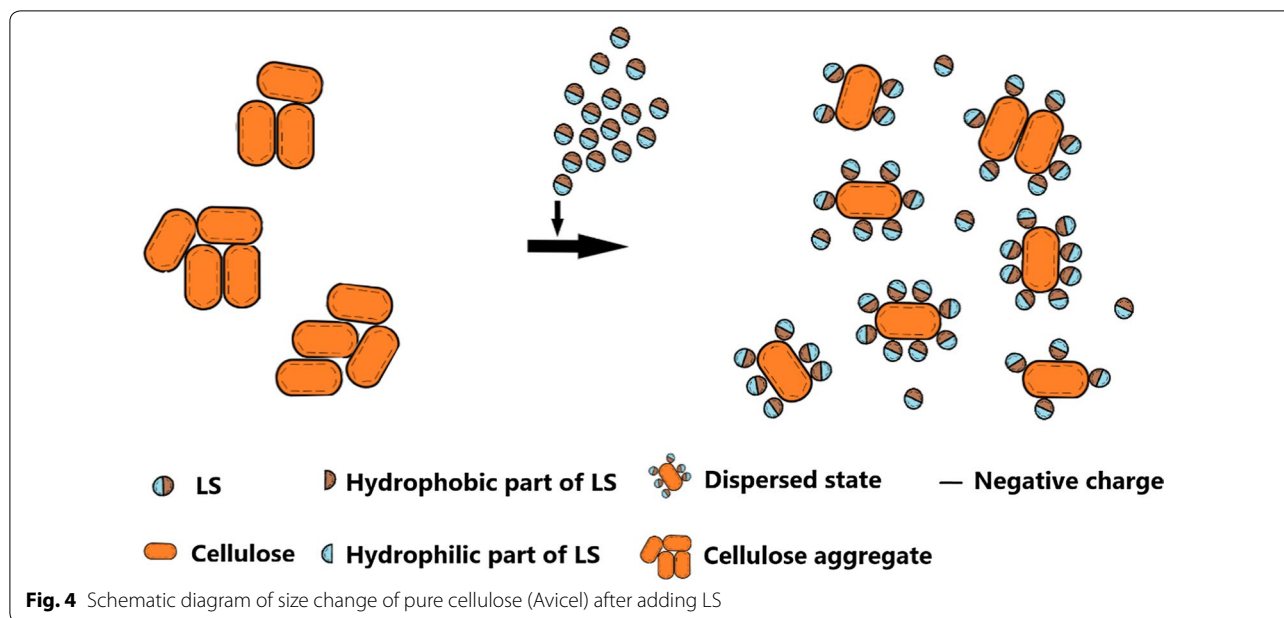 LS
Hydrophobic part of LS
Dispersed state
— Negative charge
Cellulose
Hydrophilic part of LS
Cellulose aggregate
Fig. 4 Schematic diagram of size change of pure cellulose (Avicel) after adding LS